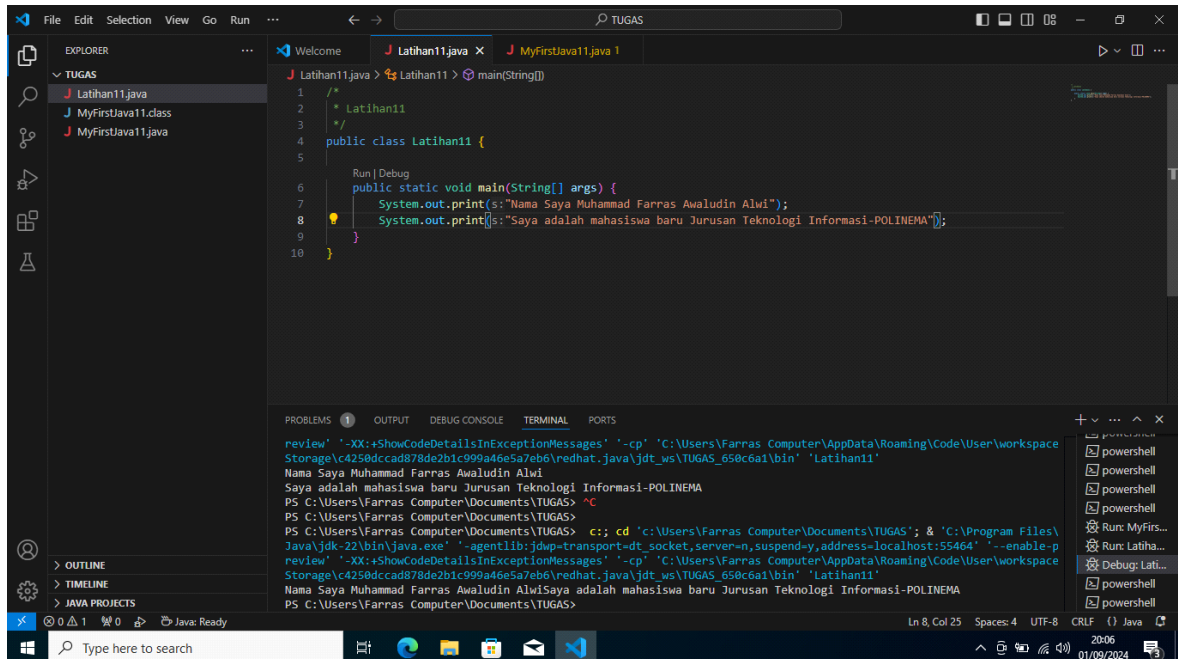 File Edit Selection View Go Run ··· TUGAS
EXPLORER ···
Welcome Latihan11.java MyFirstJava11.java 1
TUGAS
Latihan11.java
MyFirstJava11.class
MyFirstJava11.java
OUTLINE
TIMELINE
JAVA PROJECTS
Latihan11.java > Latihan11 > main(String[])
1 /*
2 * Latihan11
3 */
4 public class Latihan11 {
5
Run | Debug
6 public static void main(String[] args) {
7 System.out.print(s:"Nama Saya Muhammad Farras Awaludin Alwi");
8 System.out.print(s:"Saya adalah mahasiswa baru Jurusan Teknologi Informasi-POLINEMA");
9 }
10 }
PROBLEMS 1 OUTPUT DEBUG CONSOLE TERMINAL PORTS
review' '-XX:+ShowCodeDetailsInExceptionMessages' '-cp' 'C:\Users\Farras Computer\AppData\Roaming\Code\User\workspace
Storage\c4250dccad878de2b1c999a46e5a7eb6\redhat.java\jdt_ws\TUGAS_650c6a1\bin' 'Latihan11'
Nama Saya Muhammad Farras Awaludin Alwi
Saya adalah mahasiswa baru Jurusan Teknologi Informasi-POLINEMA
PS C:\Users\Farras Computer\Documents\TUGAS> ^C
PS C:\Users\Farras Computer\Documents\TUGAS>
PS C:\Users\Farras Computer\Documents\TUGAS> c:; cd 'c:\Users\Farras Computer\Documents\TUGAS'; & 'C:\Program Files\
Java\jdk-22\bin\java.exe' '-agentlib:jdwp=transport=dt_socket,server=n,suspend=y,address=localhost:55464' '--enable-p
review' '-XX:+ShowCodeDetailsInExceptionMessages' '-cp' 'C:\Users\Farras Computer\AppData\Roaming\Code\User\workspace
Storage\c4250dccad878de2b1c999a46e5a7eb6\redhat.java\jdt_ws\TUGAS_650c6a1\bin' 'Latihan11'
Nama Saya Muhammad Farras Awaludin AlwiSaya adalah mahasiswa baru Jurusan Teknologi Informasi-POLINEMA
PS C:\Users\Farras Computer\Documents\TUGAS>
powershell
powershell
powershell
powershell
Run: MyFirs...
Run: Latiha...
Debug: Lati...
powershell
powershell
0 1 0 Java: Ready Ln 8, Col 25 Spaces: 4 UTF-8 CRLF {} Java
Type here to search
20:06
01/09/2024
3